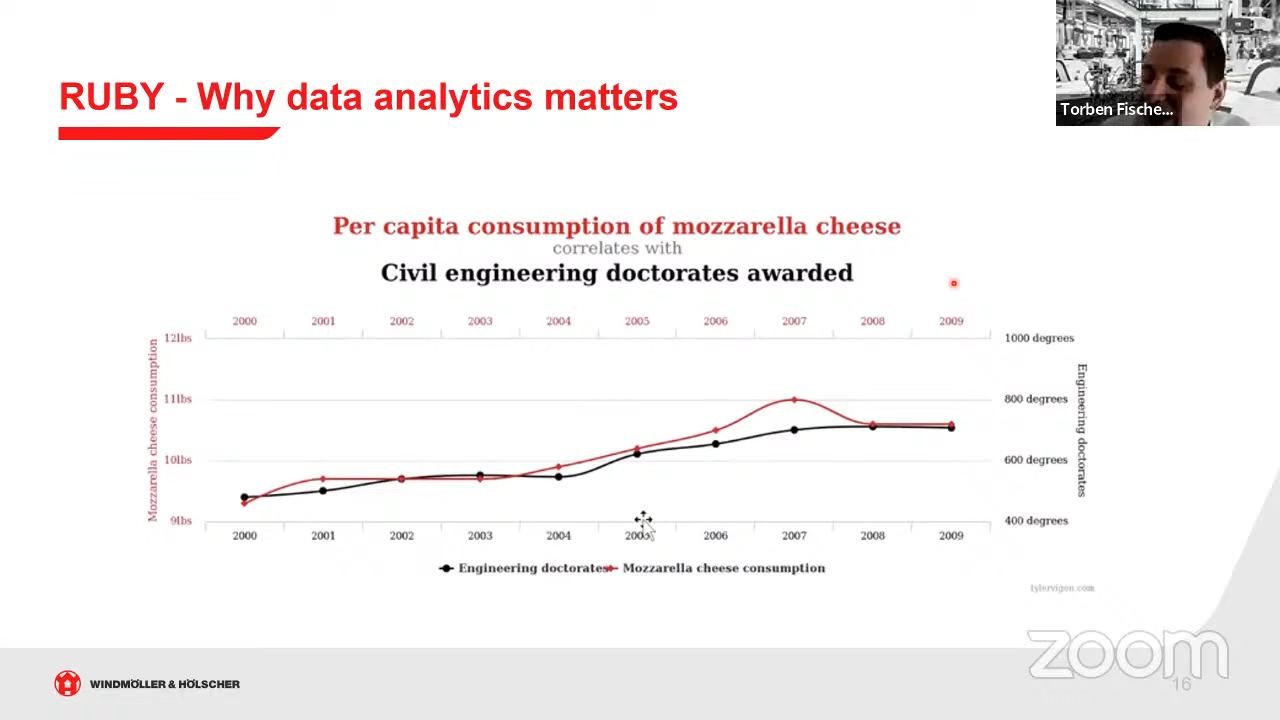 RUBY - Why data analytics matters
Torben Fische...
Per capita consumption of mozzarella cheese
correlates with
Civil engineering doctorates awarded
2000 2001 2002 2003 2004 2005 2006 2007 2008 2009
12lbs 1000 degrees
11lbs 800 degrees
10lbs 600 degrees
9lbs 400 degrees
Mozzarella cheese consumption
Engineering doctorates
2000 2001 2002 2003 2004 2005 2006 2007 2008 2009
Engineering doctorates Mozzarella cheese consumption
tylervigen.com
zoom
16
WINDMÖLLER & HÖLSCHER